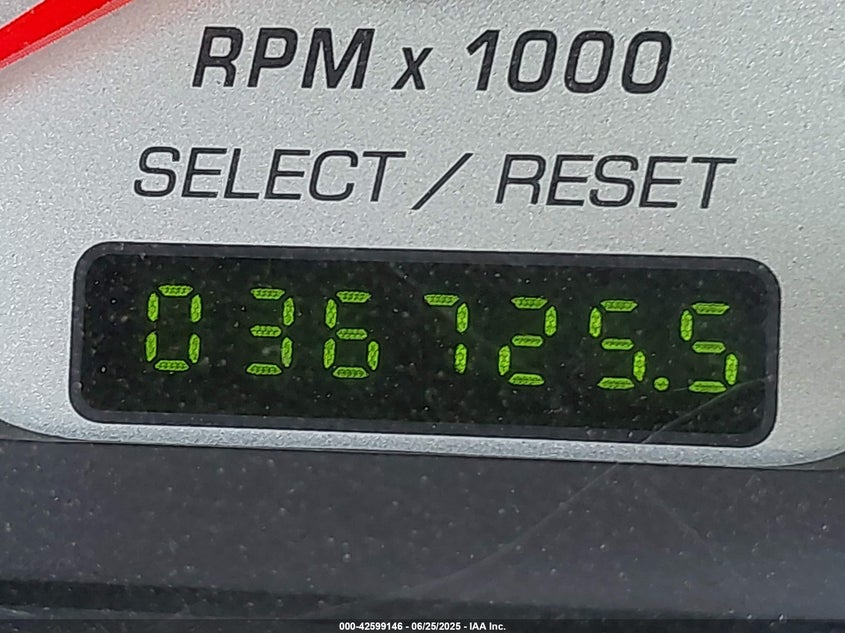 RPM x 1000
SELECT / RESET
036725.5
000-42599146 - 06/25/2025 - IAA Inc.